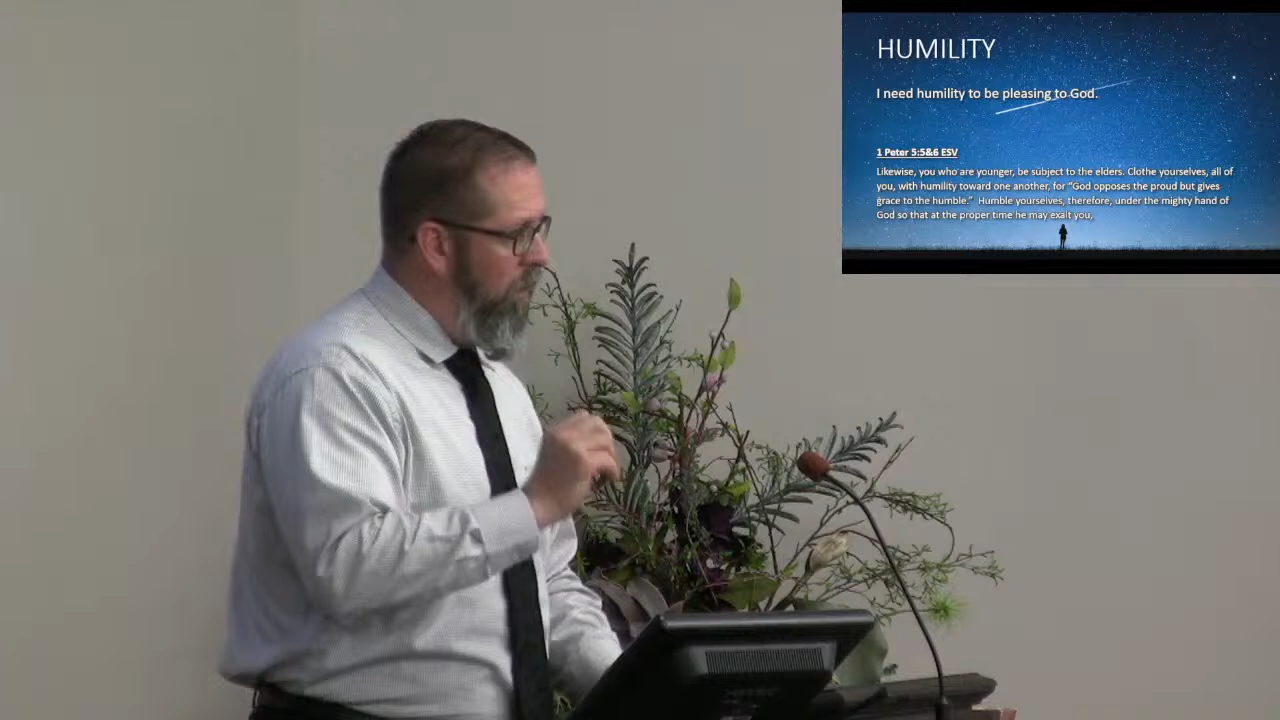 HUMILITY
I need humility to be pleasing to God.
1 Peter 5:5&6 ESV
Likewise, you who are younger, be subject to the elders. Clothe yourselves, all of
you, with humility toward one another, for “God opposes the proud but gives
grace to the humble.”  Humble yourselves, therefore, under the mighty hand of
God so that at the proper time he may exalt you,